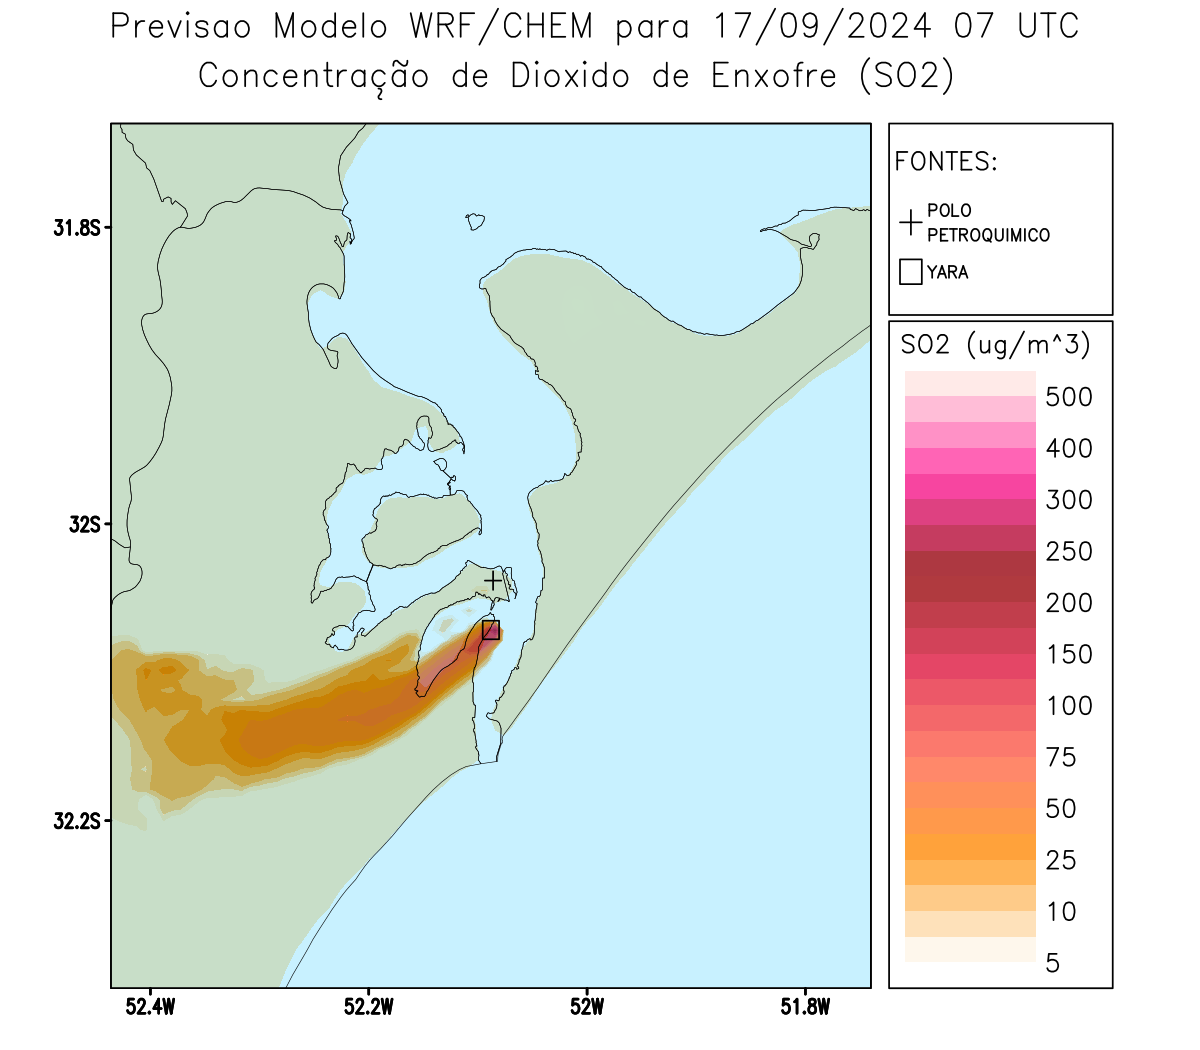 Previsao Modelo WRF/CHEM para 17/09/2024 07 UTC
Concentração de Dioxido de Enxofre (SO2)
FONTES:
POLO
PETROQUIMICO
YARA
SO2 (ug/m^3)
500
400
300
250
200
150
100
75
50
25
10
5
31.8S
32S
32.2S
52.4W
52.2W
52W
51.8W